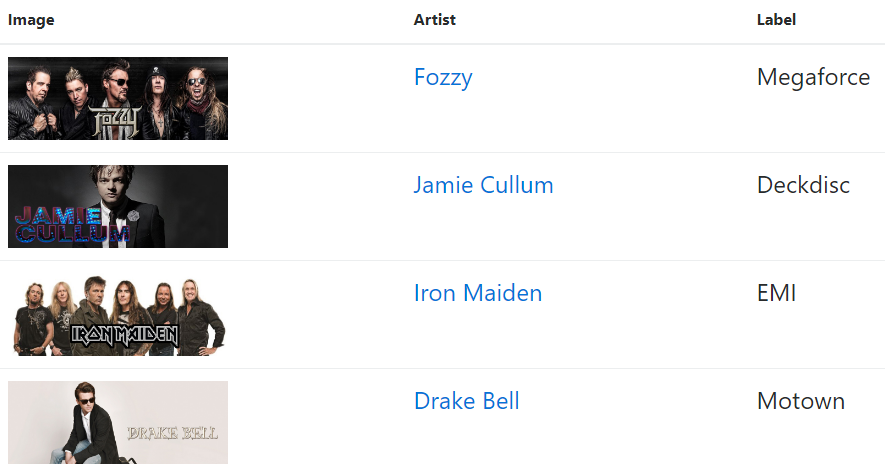 Image Artist Label
FOZZY
Fozzy Megaforce
JAMIE
CULLUM
Jamie Cullum Deckdisc
IRON MAIDEN
Iron Maiden EMI
DRAKE BELL
Drake Bell Motown